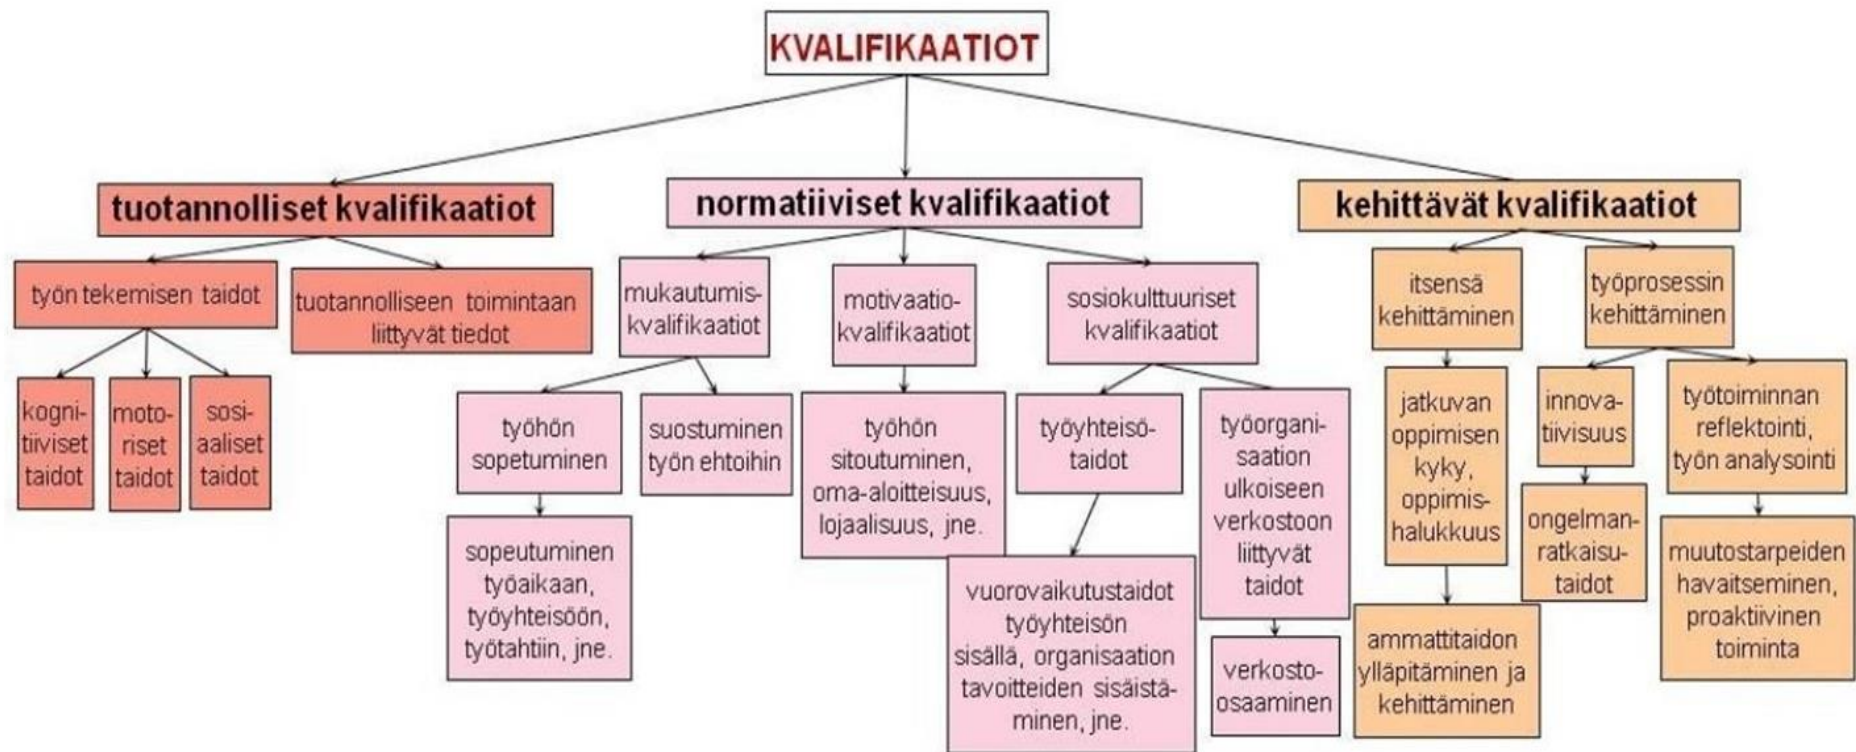 KVALIFIKAATIOT
tuotannolliset kvalifikaatiot
normatiiviset kvalifikaatiot
kehittävät kvalifikaatiot
työn tekemisen taidot
tuotannolliseen toimintaan
liittyvät tiedot
mukautumis-
kvalifikaatiot
motivaatio-
kvalifikaatiot
sosiokulttuuriset
kvalifikaatiot
itsensä
kehittäminen
työprosessin
kehittäminen
kogni-
tiiviset
taidot
moto-
riset
taidot
sosi-
aaliset
taidot
työhön
sopetuminen
suostuminen
työn ehtoihin
työhön
sitoutuminen,
oma-aloitteisuus,
lojaalisuus, jne.
työyhteisö-
taidot
työorgani-
saation
ulkoiseen
verkostoon
liittyvät
taidot
jatkuvan
oppimisen
kyky,
oppimis-
halukkuus
innova-
tiivisuus
työtoiminnan
reflektointi,
työn analysointi
sopeutuminen
työaikaan,
työyhteisöön,
työtahtiin, jne.
vuorovaikutustaidot
työyhteisön
sisällä, organisaation
tavoitteiden sisäistä-
minen, jne.
verkosto-
osaaminen
ammattitaidon
ylläpitäminen ja
kehittäminen
ongelman-
ratkaisu-
taidot
muutostarpeiden
havaitseminen,
proaktiivinen
toiminta